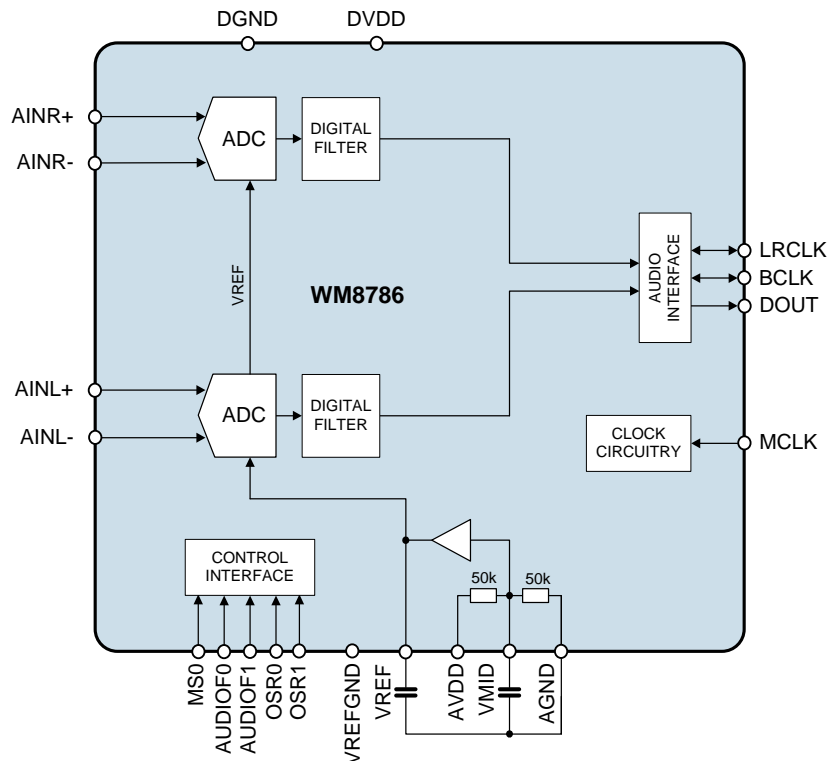 DGND
DVDD
AINR+
AINR-
ADC
DIGITAL
FILTER
VREF
WM8786
AUDIO
INTERFACE
LRCLK
BCLK
DOUT
AINL+
AINL-
ADC
DIGITAL
FILTER
CLOCK
CIRCUITRY
MCLK
CONTROL
INTERFACE
50k
50k
MS0
AUDIOF0
AUDIOF1
OSR0
OSR1
VREFGND
VREF
AVDD
VMID
AGND